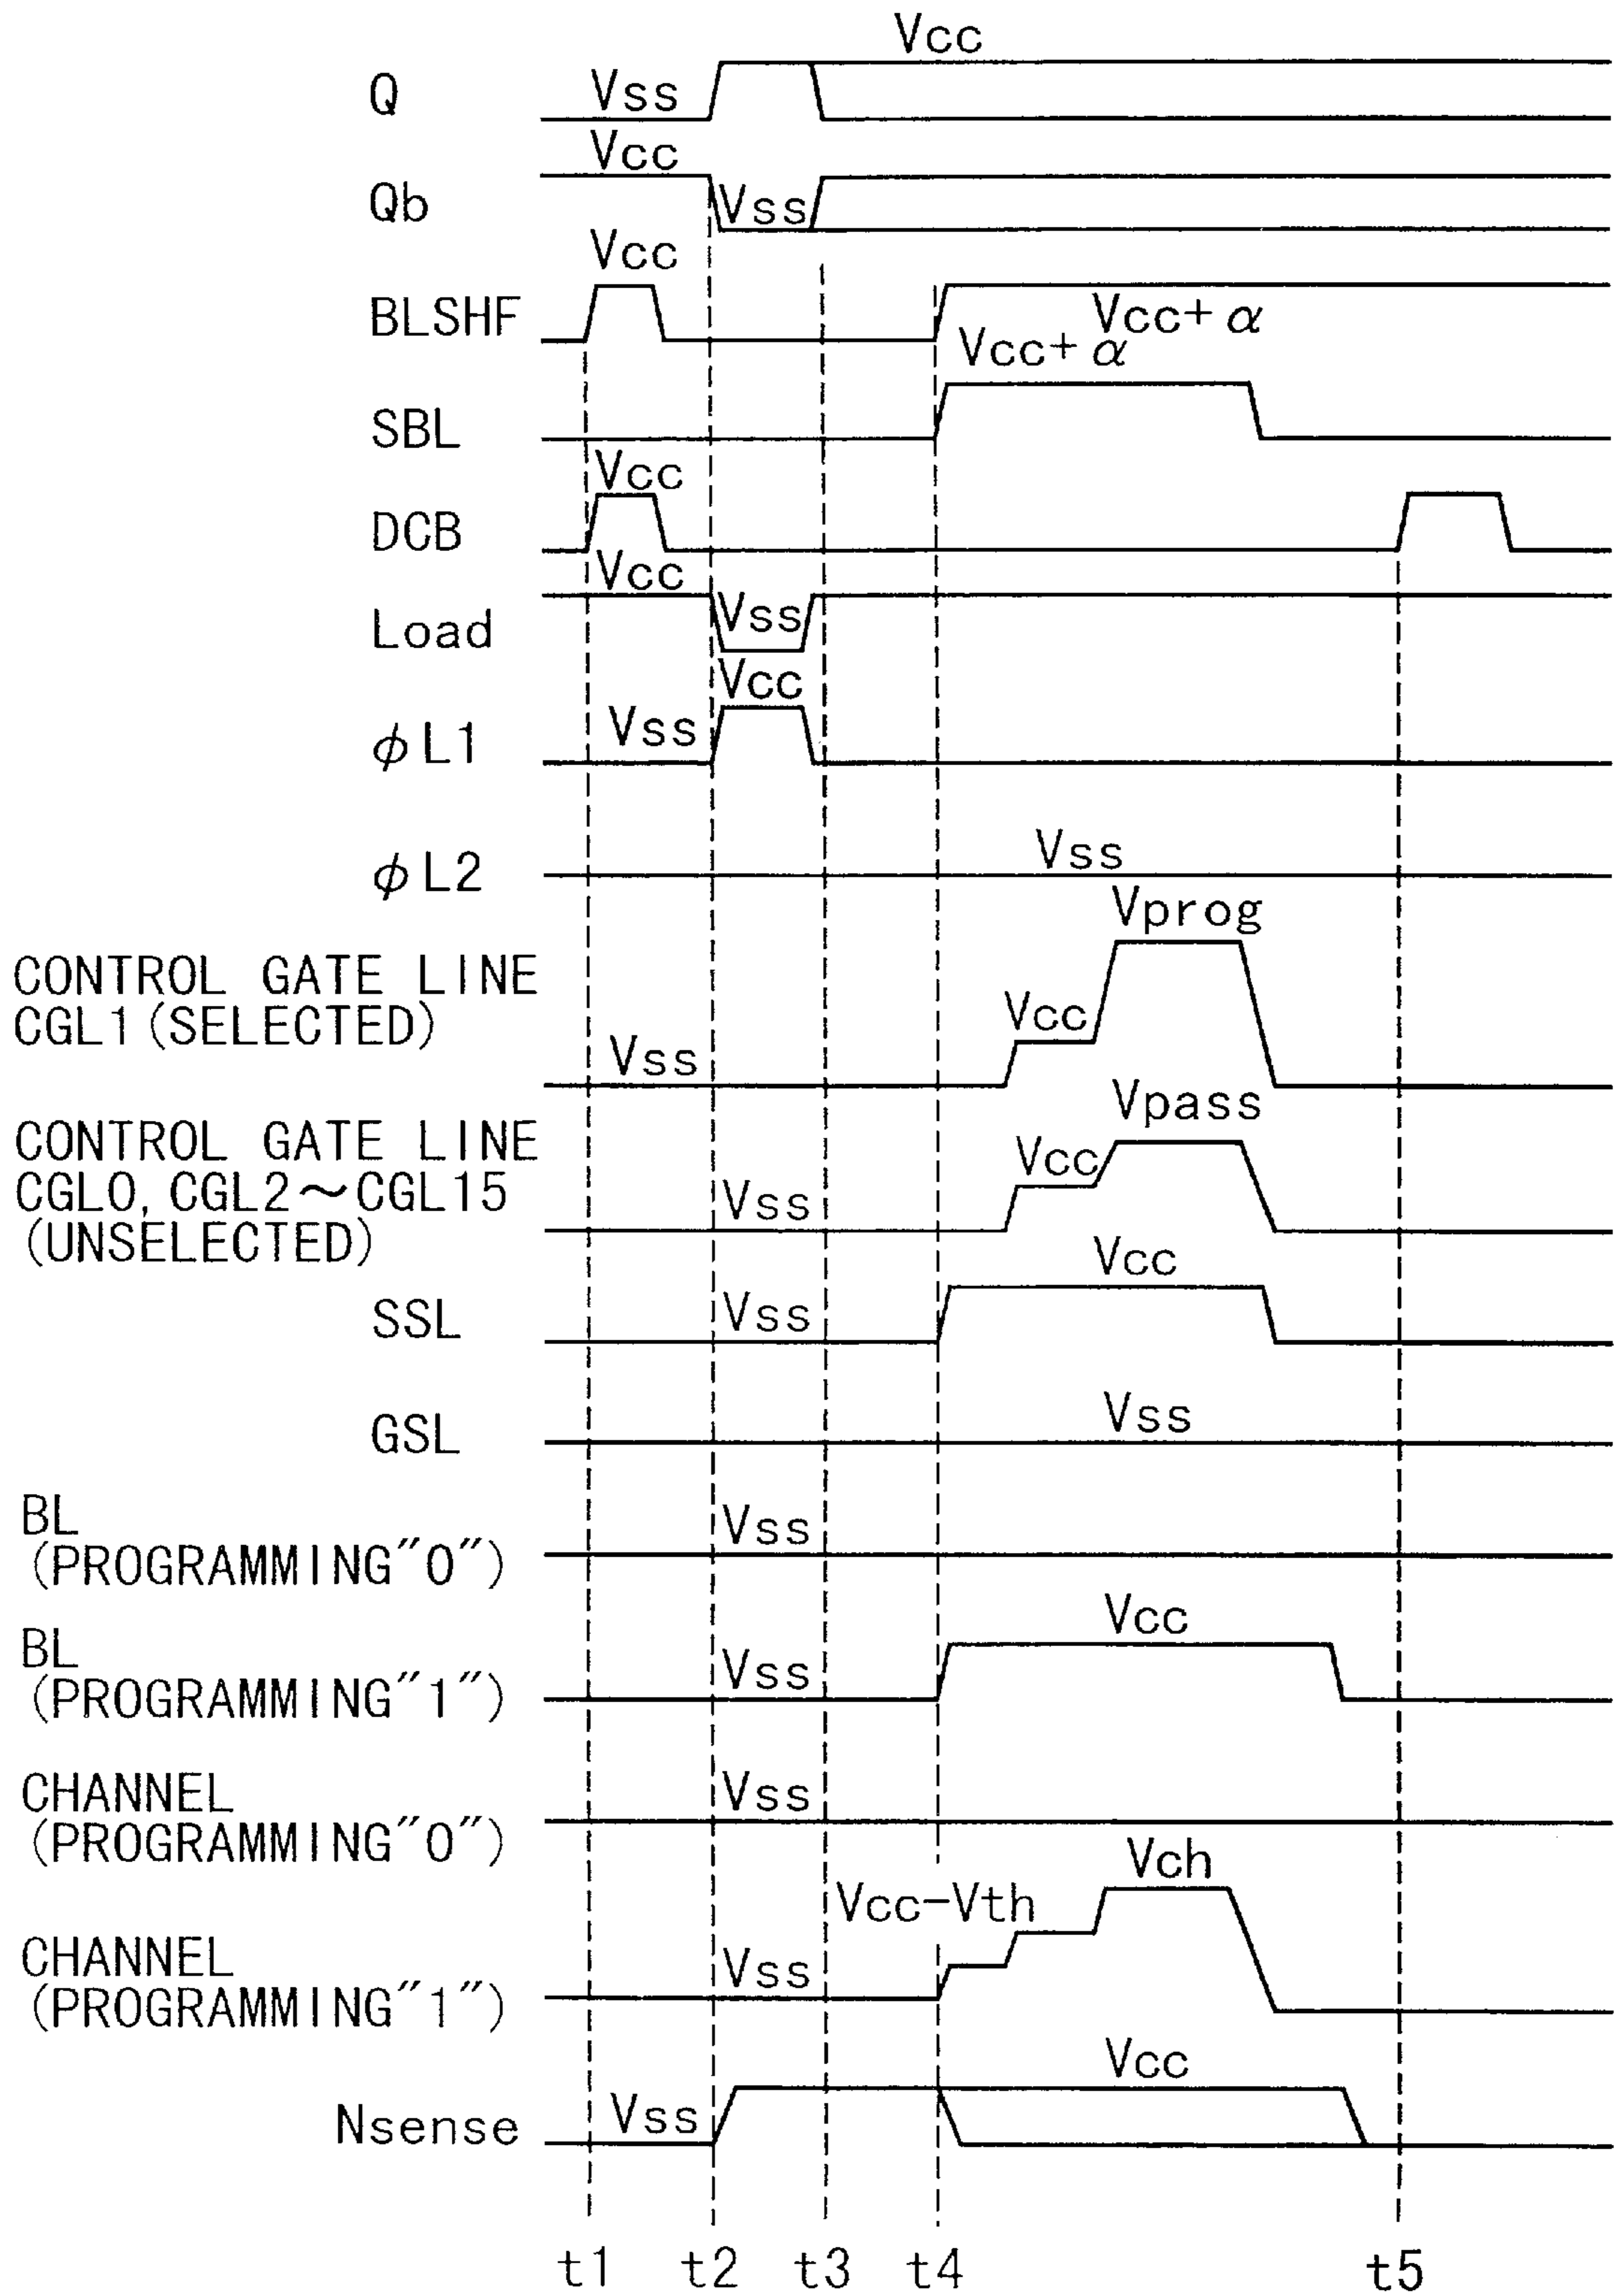 Vcc
Q Vss
Vcc
Qb Vss
Vcc
BLSHF Vcc+α
Vcc+α
SBL
Vcc
DCB
Vcc
Load Vss
Vcc
φL1 Vss
φL2 Vss
Vprog
CONTROL GATE LINE
CGL1(SELECTED) Vcc
Vss
Vpass
CONTROL GATE LINE
CGL0, CGL2~CGL15 Vcc
(UNSELECTED) Vss
Vcc
SSL Vss
GSL Vss
BL Vss
(PROGRAMMING"0")
Vcc
BL
(PROGRAMMING"1") Vss
CHANNEL Vss
(PROGRAMMING"0")
Vch
Vcc-Vth
CHANNEL Vss
(PROGRAMMING"1")
Vcc
Nsense Vss
t1 t2 t3 t4 t5